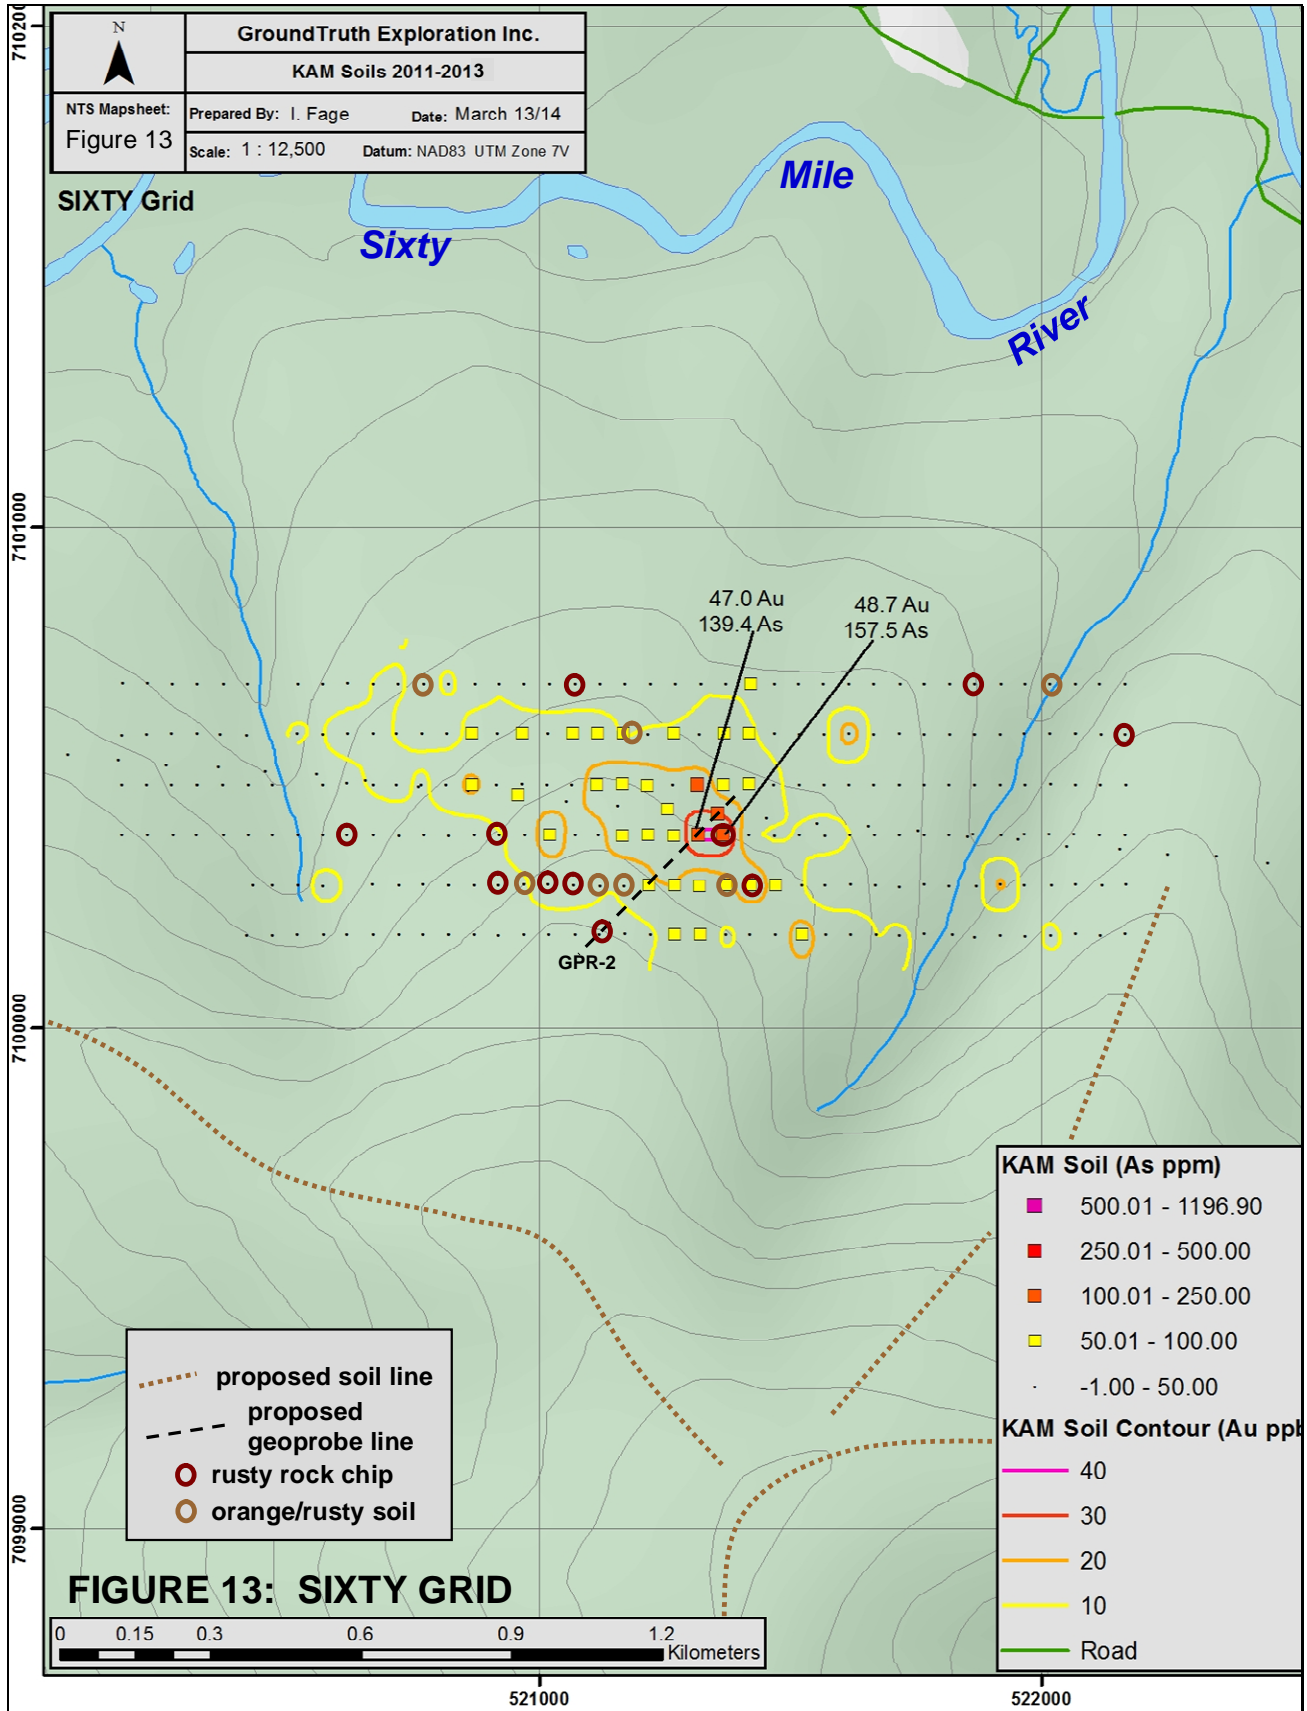 N
GroundTruth Exploration Inc.
KAM Soils 2011-2013
NTS Mapsheet:
Figure 13
Prepared By: I. Fage Date: March 13/14
Scale: 1 : 12,500 Datum: NAD83 UTM Zone 7V
SIXTY Grid
Sixty
Mile
River
71020
7101000
7100000
7099000
47.0 Au
139.4 As
48.7 Au
157.5 As
GPR-2
KAM Soil (As ppm)
500.01 - 1196.90
250.01 - 500.00
100.01 - 250.00
50.01 - 100.00
-1.00 - 50.00
KAM Soil Contour (Au ppb
40
30
20
10
Road
proposed soil line
proposed
geoprobe line
rusty rock chip
orange/rusty soil
FIGURE 13: SIXTY GRID
0 0.15 0.3 0.6 0.9 1.2
Kilometers
521000
522000